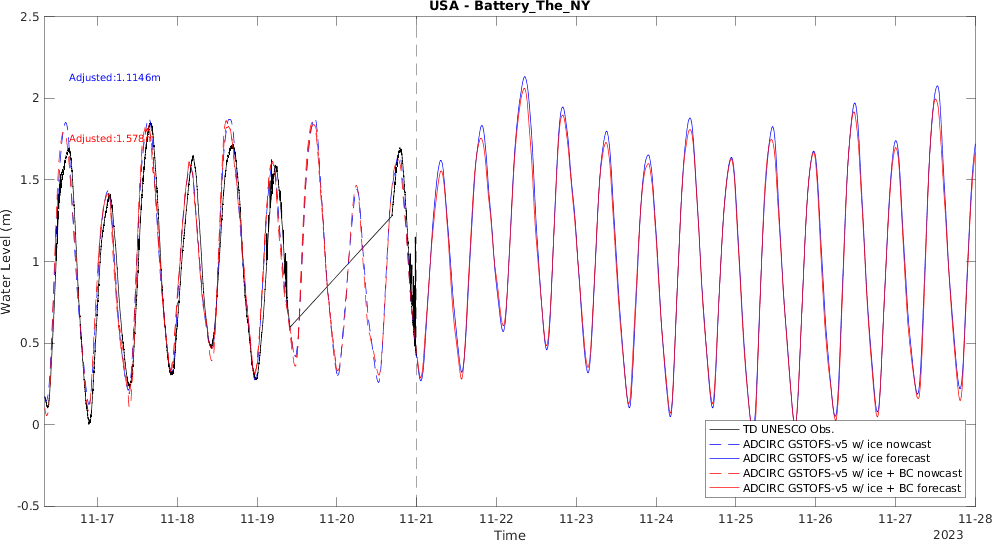 USA - Battery_The_NY
2.5
2
1.5
1
0.5
0
-0.5
Water Level (m)
Adjusted:1.1146m
Adjusted:1.578
11-17
11-18
11-19
11-20
11-21
11-22
11-23
11-24
11-25
11-26
11-27
11-28
Time
2023
TD UNESCO Obs.
ADCIRC GSTOFS-v5 w/ ice nowcast
ADCIRC GSTOFS-v5 w/ ice forecast
ADCIRC GSTOFS-v5 w/ ice + BC nowcast
ADCIRC GSTOFS-v5 w/ ice + BC forecast